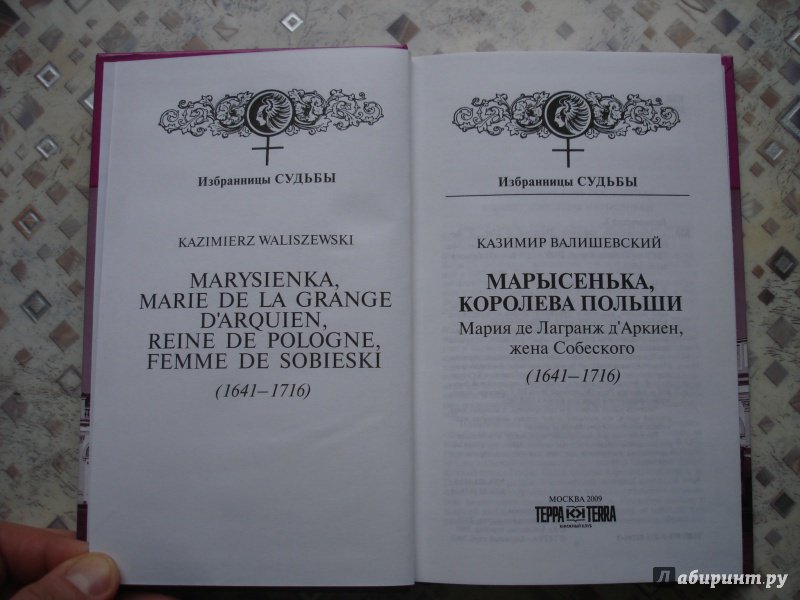 Избранницы СУДЬБЫ
KAZIMIERZ WALISZEWSKI
MARYSIENKA,
MARIE DE LA GRANGE
D'ARQUIEN,
REINE DE POLOGNE,
FEMME DE SOBIESKI
(1641–1716)
Избранницы СУДЬБЫ
КАЗИМИР ВАЛИШЕВСКИЙ
МАРЫСЕНЬКА,
КОРОЛЕВА ПОЛЬШИ
Мария де Лагранж д'Аркиен,
жена Собеского
(1641–1716)
МОСКВА 2009
ТЕРРА TERRA
КНИЖНЫЙ КЛУБ
Лабиринт.ру